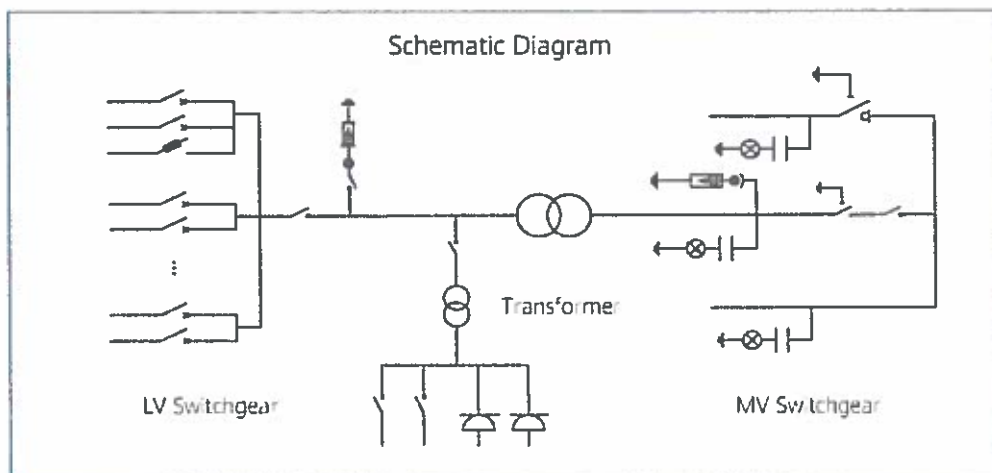 Schematic Diagram
Transformer
LV Switchgear
MV Switchgear